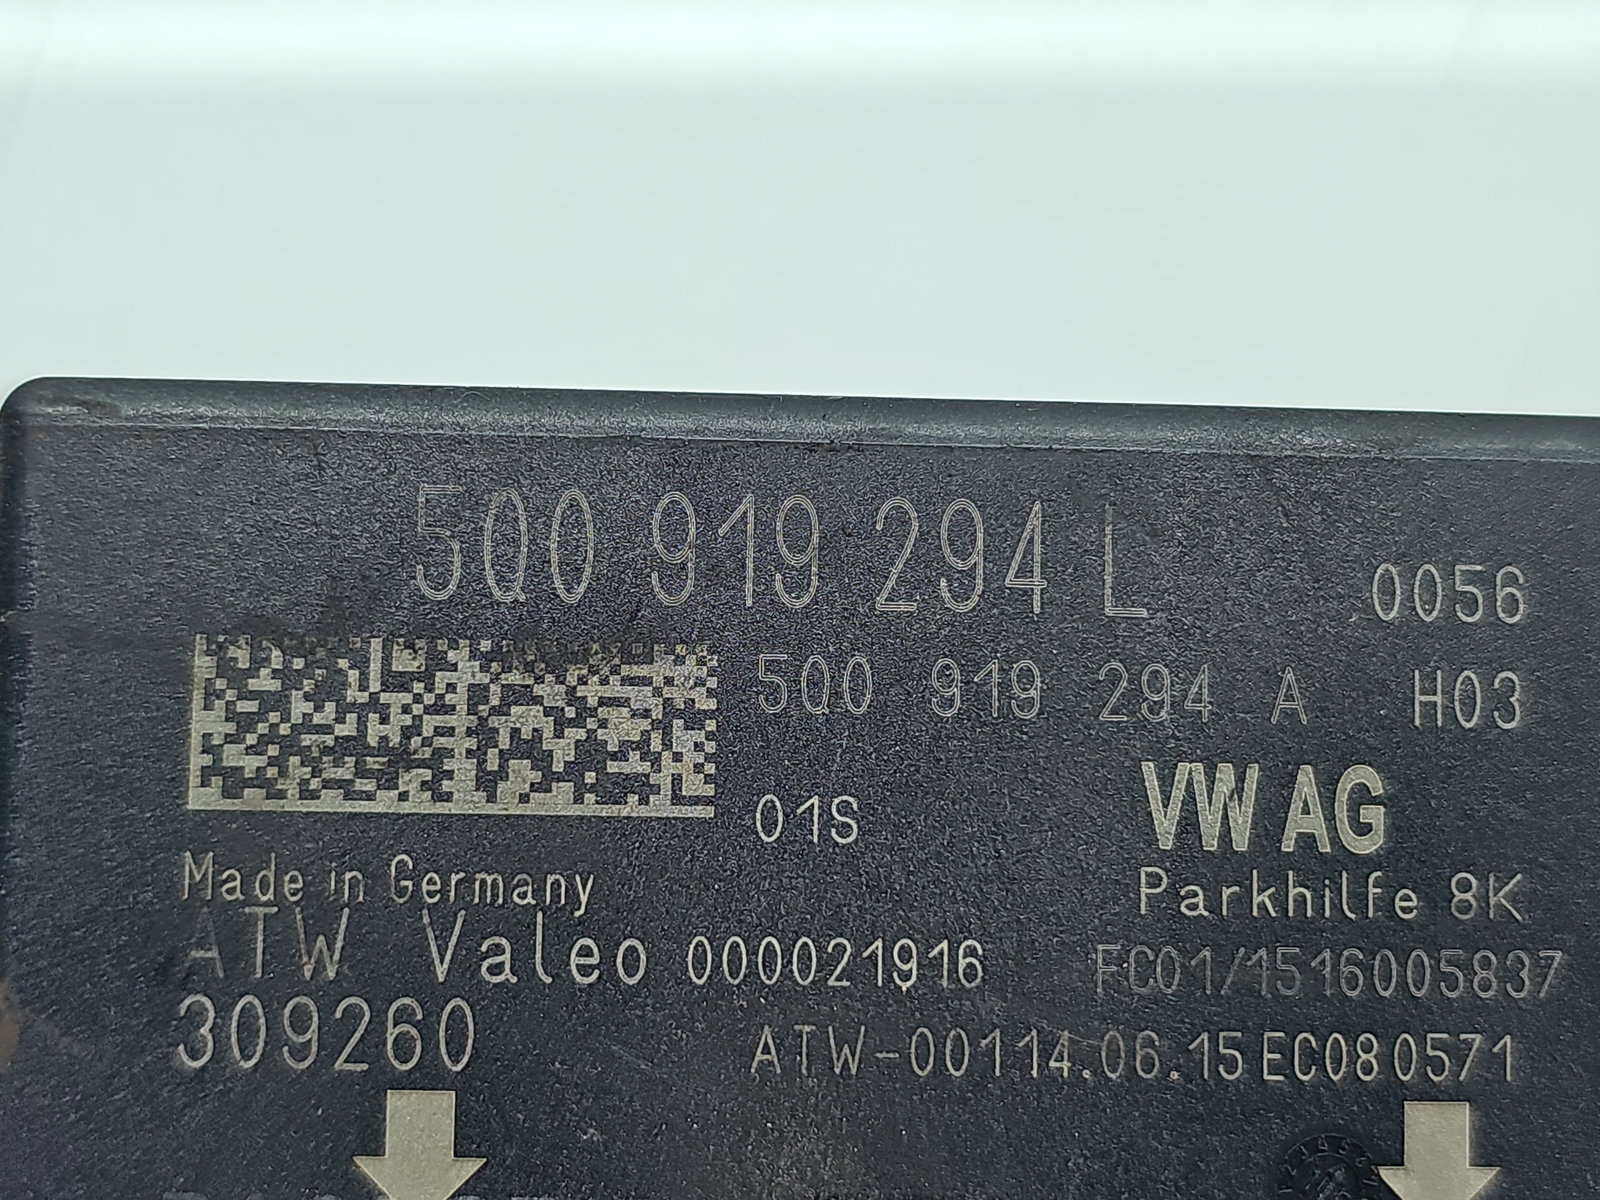 5Q0 919 294 L 0056
5Q0 919 294 A H03
01S VW AG
Made in Germany Parkhilfe 8K
ATW Valeo 000021916 FC01/1516005837
309260 ATW-00114.06.15 EC080571